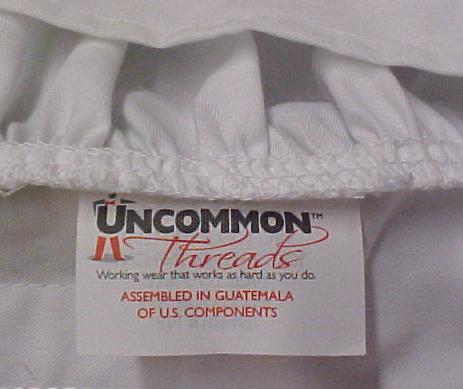 UNCOMMON™
Threads
Working wear that works as hard as you do.
ASSEMBLED IN GUATEMALA
OF U.S. COMPONENTS